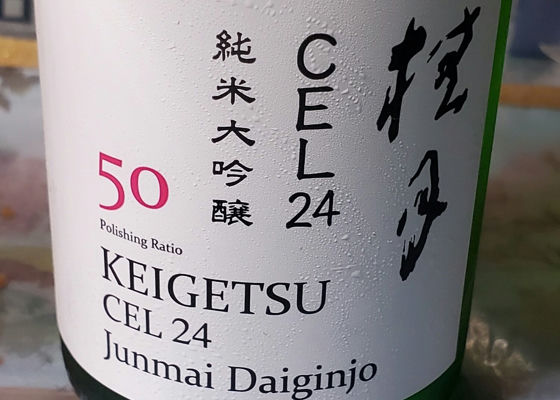 桂月
CEL24
純米大吟醸
50
Polishing Ratio
KEIGETSU
CEL 24
Junmai Daiginjo